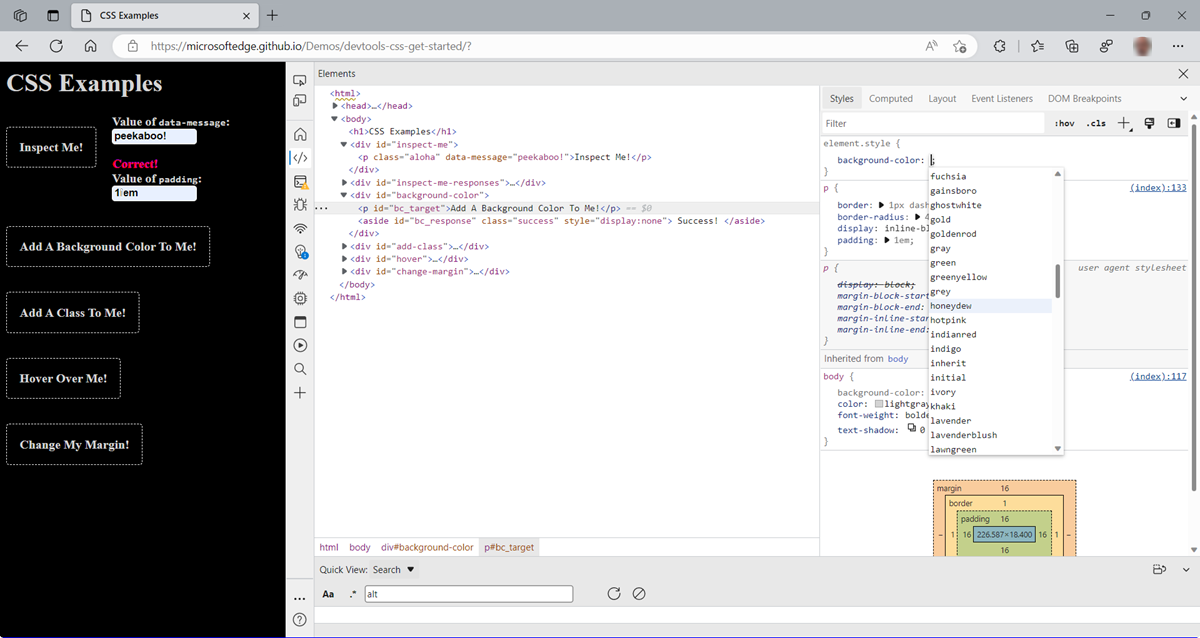 CSS Examples
https://microsoftedge.github.io/Demos/devtools-css-get-started/?
CSS Examples
Value of data-message:
peekaboo!
Inspect Me!
Correct!
Value of padding:
1em
Add A Background Color To Me!
Add A Class To Me!
Hover Over Me!
Change My Margin!
Elements
<html>
▶ <head>…</head>
▼ <body>
<h1>CSS Examples</h1>
▼ <div id="inspect-me">
<p class="aloha" data-message="peekaboo!">Inspect Me!</p>
</div>
▶ <div id="inspect-me-responses">…</div>
▼ <div id="background-color">
••• <p id="bc_target">Add A Background Color To Me!</p> == $0
<aside id="bc_response" class="success" style="display:none"> Success! </aside>
</div>
▶ <div id="add-class">…</div>
▶ <div id="hover">…</div>
▶ <div id="change-margin">…</div>
</body>
</html>
html body div#background-color p#bc_target
Styles Computed Layout Event Listeners DOM Breakpoints
Filter :hov .cls
element.style {
background-color: ;
}
p { (index):133
border: ▶ 1px dash
border-radius: ▶ 4
display: inline-bl
padding: ▶ 1em;
}
p { user agent stylesheet
display: block;
margin-block-start
margin-block-end:
margin-inline-star
margin-inline-end:
}
Inherited from body
body { (index):117
background-color:
color: lightgray
font-weight: bolde
text-shadow: 0
}
fuchsia
gainsboro
ghostwhite
gold
goldenrod
gray
green
greenyellow
grey
honeydew
hotpink
indianred
indigo
inherit
initial
ivory
khaki
lavender
lavenderblush
lawngreen
margin 16
border 1
padding 16
– 1 16 226.587×18.400 16 1 –
16
Quick View: Search ▼
Aa .* alt